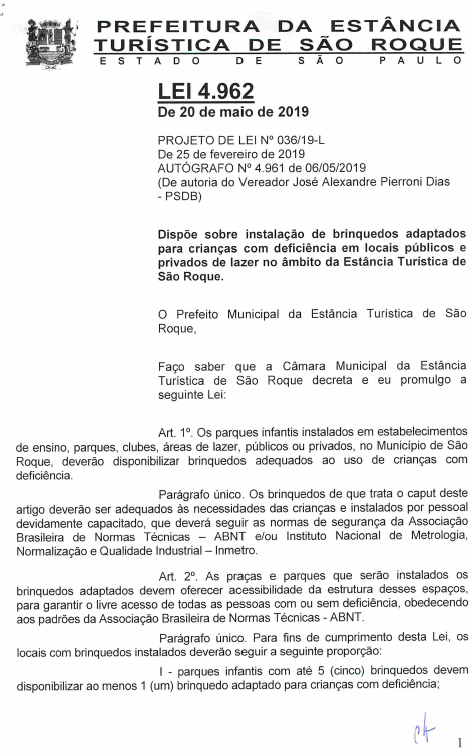 PREFEITURA DA ESTÂNCIA
TURÍSTICA DE SÃO ROQUE
ESTADO DE SÃO PAULO
LEI 4.962
De 20 de maio de 2019
PROJETO DE LEI Nº 036/19-L
De 25 de fevereiro de 2019
AUTÓGRAFO Nº 4.961 de 06/05/2019
(De autoria do Vereador José Alexandre Pierroni Dias
- PSDB)
Dispõe sobre instalação de brinquedos adaptados
para crianças com deficiência em locais públicos e
privados de lazer no âmbito da Estância Turística de
São Roque.
O Prefeito Municipal da Estância Turística de São
Roque,
Faço saber que a Câmara Municipal da Estância
Turística de São Roque decreta e eu promulgo a
seguinte Lei:
Art. 1º. Os parques infantis instalados em estabelecimentos
de ensino, parques, clubes, áreas de lazer, públicos ou privados, no Município de São
Roque, deverão disponibilizar brinquedos adequados ao uso de crianças com
deficiência.
Parágrafo único. Os brinquedos de que trata o caput deste
artigo deverão ser adequados às necessidades das crianças e instalados por pessoal
devidamente capacitado, que deverá seguir as normas de segurança da Associação
Brasileira de Normas Técnicas – ABNT e/ou Instituto Nacional de Metrologia,
Normalização e Qualidade Industrial – Inmetro.
Art. 2º. As praças e parques que serão instalados os
brinquedos adaptados devem oferecer acessibilidade da estrutura desses espaços,
para garantir o livre acesso de todas as pessoas com ou sem deficiência, obedecendo
aos padrões da Associação Brasileira de Normas Técnicas - ABNT.
Parágrafo único. Para fins de cumprimento desta Lei, os
locais com brinquedos instalados deverão seguir a seguinte proporção:
I - parques infantis com até 5 (cinco) brinquedos devem
disponibilizar ao menos 1 (um) brinquedo adaptado para crianças com deficiência;
1